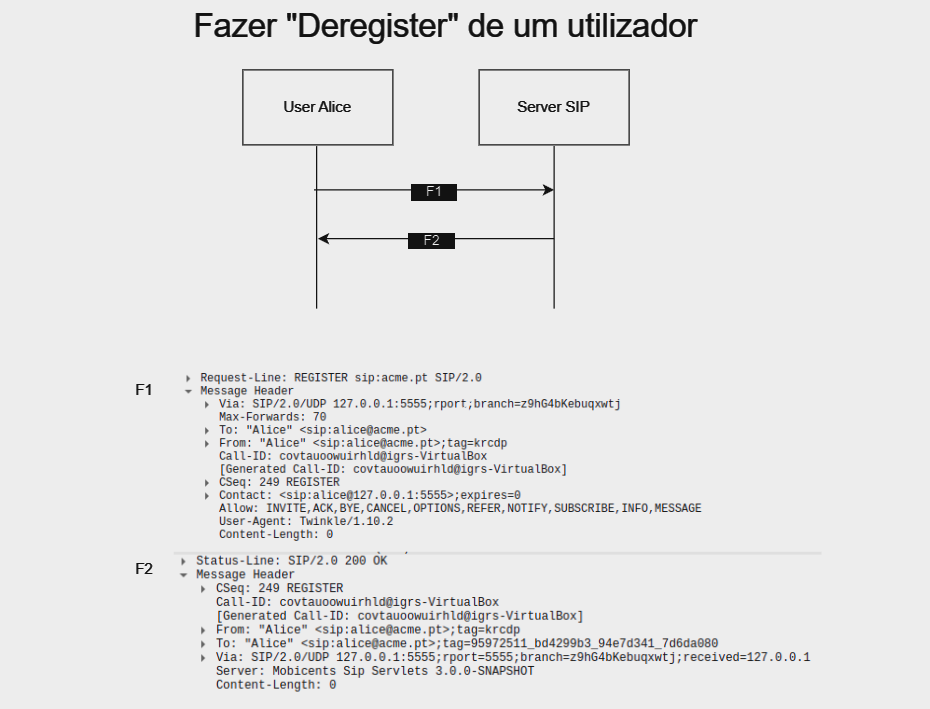 Fazer "Deregister" de um utilizador
User Alice
Server SIP
F1
F2
F1
Request-Line: REGISTER sip:acme.pt SIP/2.0
Message Header
Via: SIP/2.0/UDP 127.0.0.1:5555;rport;branch=z9hG4bKebuqxwtj
Max-Forwards: 70
To: "Alice" <sip:alice@acme.pt>
From: "Alice" <sip:alice@acme.pt>;tag=krcdp
Call-ID: covtauoowuirhld@igrs-VirtualBox
[Generated Call-ID: covtauoowuirhld@igrs-VirtualBox]
CSeq: 249 REGISTER
Contact: <sip:alice@127.0.0.1:5555>;expires=0
Allow: INVITE,ACK,BYE,CANCEL,OPTIONS,REFER,NOTIFY,SUBSCRIBE,INFO,MESSAGE
User-Agent: Twinkle/1.10.2
Content-Length: 0
F2
Status-Line: SIP/2.0 200 OK
Message Header
CSeq: 249 REGISTER
Call-ID: covtauoowuirhld@igrs-VirtualBox
[Generated Call-ID: covtauoowuirhld@igrs-VirtualBox]
From: "Alice" <sip:alice@acme.pt>;tag=krcdp
To: "Alice" <sip:alice@acme.pt>;tag=95972511_bd4299b3_94e7d341_7d6da080
Via: SIP/2.0/UDP 127.0.0.1:5555;rport=5555;branch=z9hG4bKebuqxwtj;received=127.0.0.1
Server: Mobicents Sip Servlets 3.0.0-SNAPSHOT
Content-Length: 0